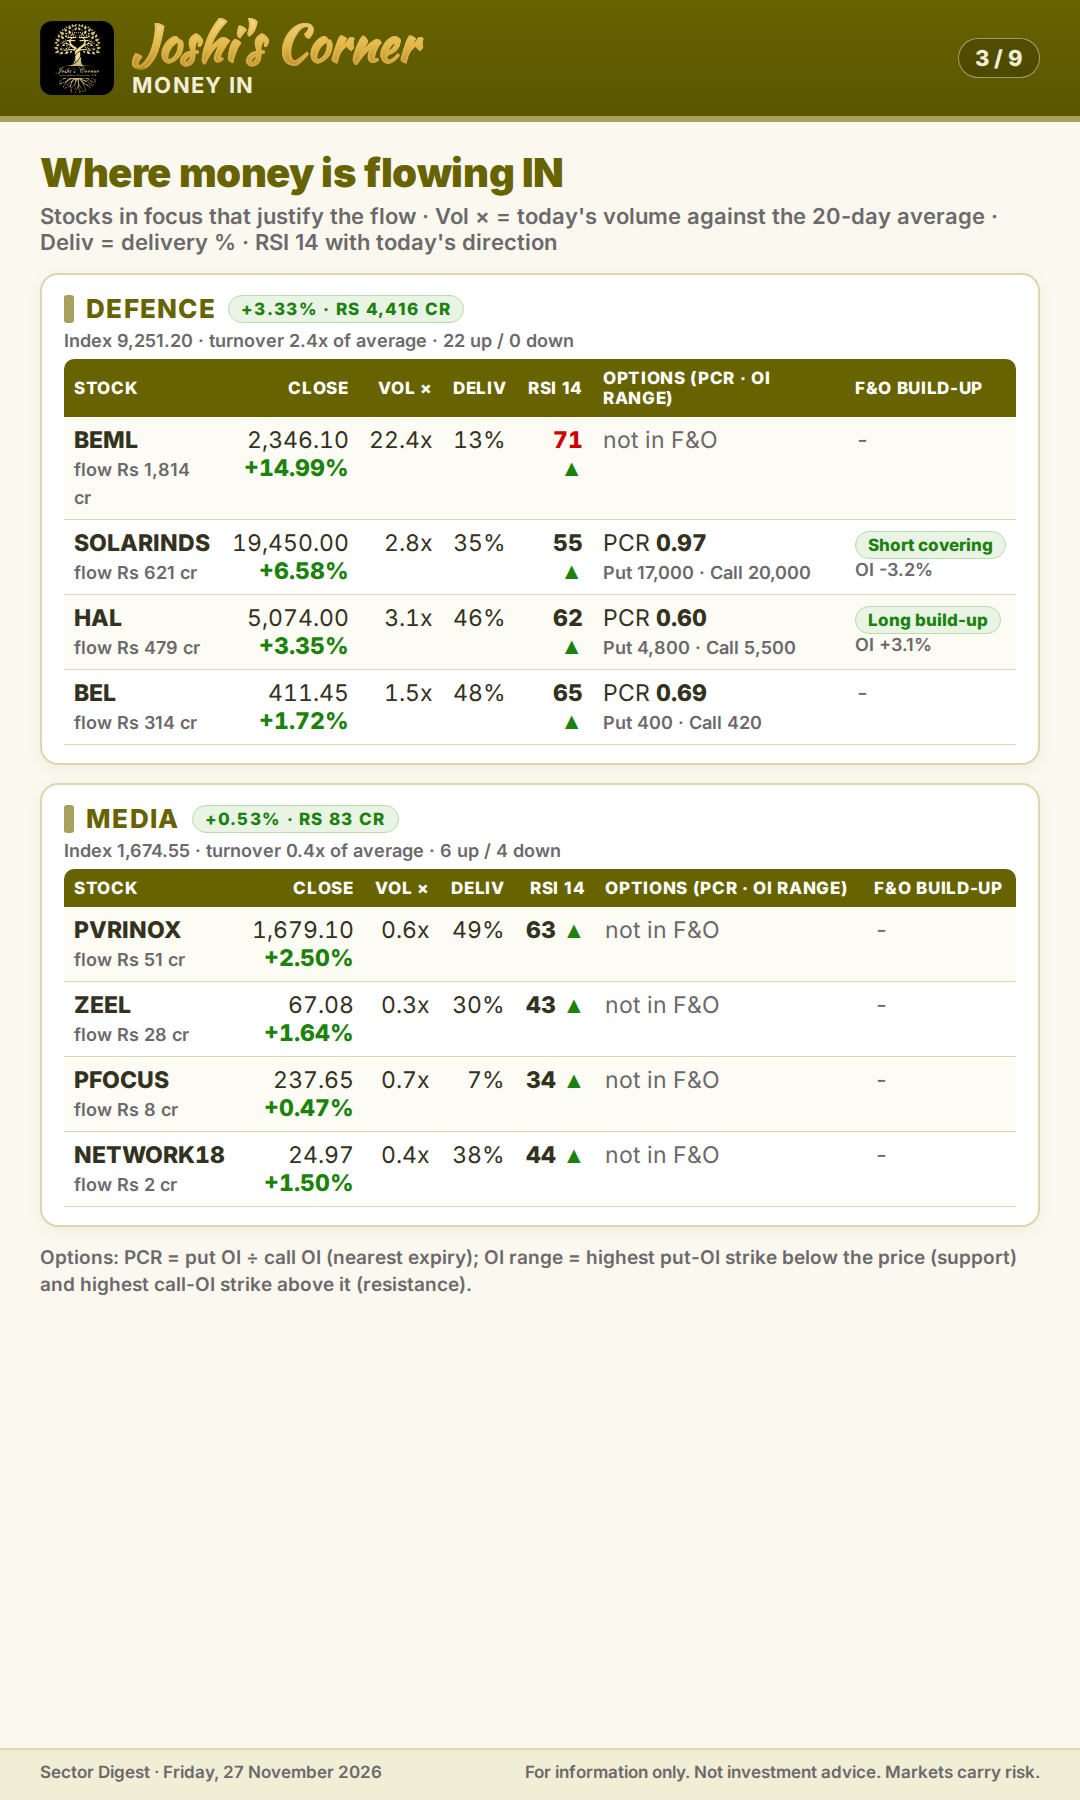 Joshi's Corner
Joshi's Corner
MONEY IN
3 / 9
Where money is flowing IN
Stocks in focus that justify the flow · Vol × = today's volume against the 20-day average ·
Deliv = delivery % · RSI 14 with today's direction
DEFENCE +3.33% · RS 4,416 CR
Index 9,251.20 · turnover 2.4x of average · 22 up / 0 down
STOCK CLOSE VOL × DELIV RSI 14 OPTIONS (PCR · OI RANGE) F&O BUILD-UP
BEML 2,346.10 22.4x 13% 71 not in F&O -
flow Rs 1,814 cr +14.99% ▲
SOLARINDS 19,450.00 2.8x 35% 55 PCR 0.97 Short covering
flow Rs 621 cr +6.58% ▲ Put 17,000 · Call 20,000 OI -3.2%
HAL 5,074.00 3.1x 46% 62 PCR 0.60 Long build-up
flow Rs 479 cr +3.35% ▲ Put 4,800 · Call 5,500 OI +3.1%
BEL 411.45 1.5x 48% 65 PCR 0.69 -
flow Rs 314 cr +1.72% ▲ Put 400 · Call 420
MEDIA +0.53% · RS 83 CR
Index 1,674.55 · turnover 0.4x of average · 6 up / 4 down
STOCK CLOSE VOL × DELIV RSI 14 OPTIONS (PCR · OI RANGE) F&O BUILD-UP
PVRINOX 1,679.10 0.6x 49% 63 ▲ not in F&O -
flow Rs 51 cr +2.50%
ZEEL 67.08 0.3x 30% 43 ▲ not in F&O -
flow Rs 28 cr +1.64%
PFOCUS 237.65 0.7x 7% 34 ▲ not in F&O -
flow Rs 8 cr +0.47%
NETWORK18 24.97 0.4x 38% 44 ▲ not in F&O -
flow Rs 2 cr +1.50%
Options: PCR = put OI ÷ call OI (nearest expiry); OI range = highest put-OI strike below the price (support)
and highest call-OI strike above it (resistance).
Sector Digest · Friday, 27 November 2026
For information only. Not investment advice. Markets carry risk.